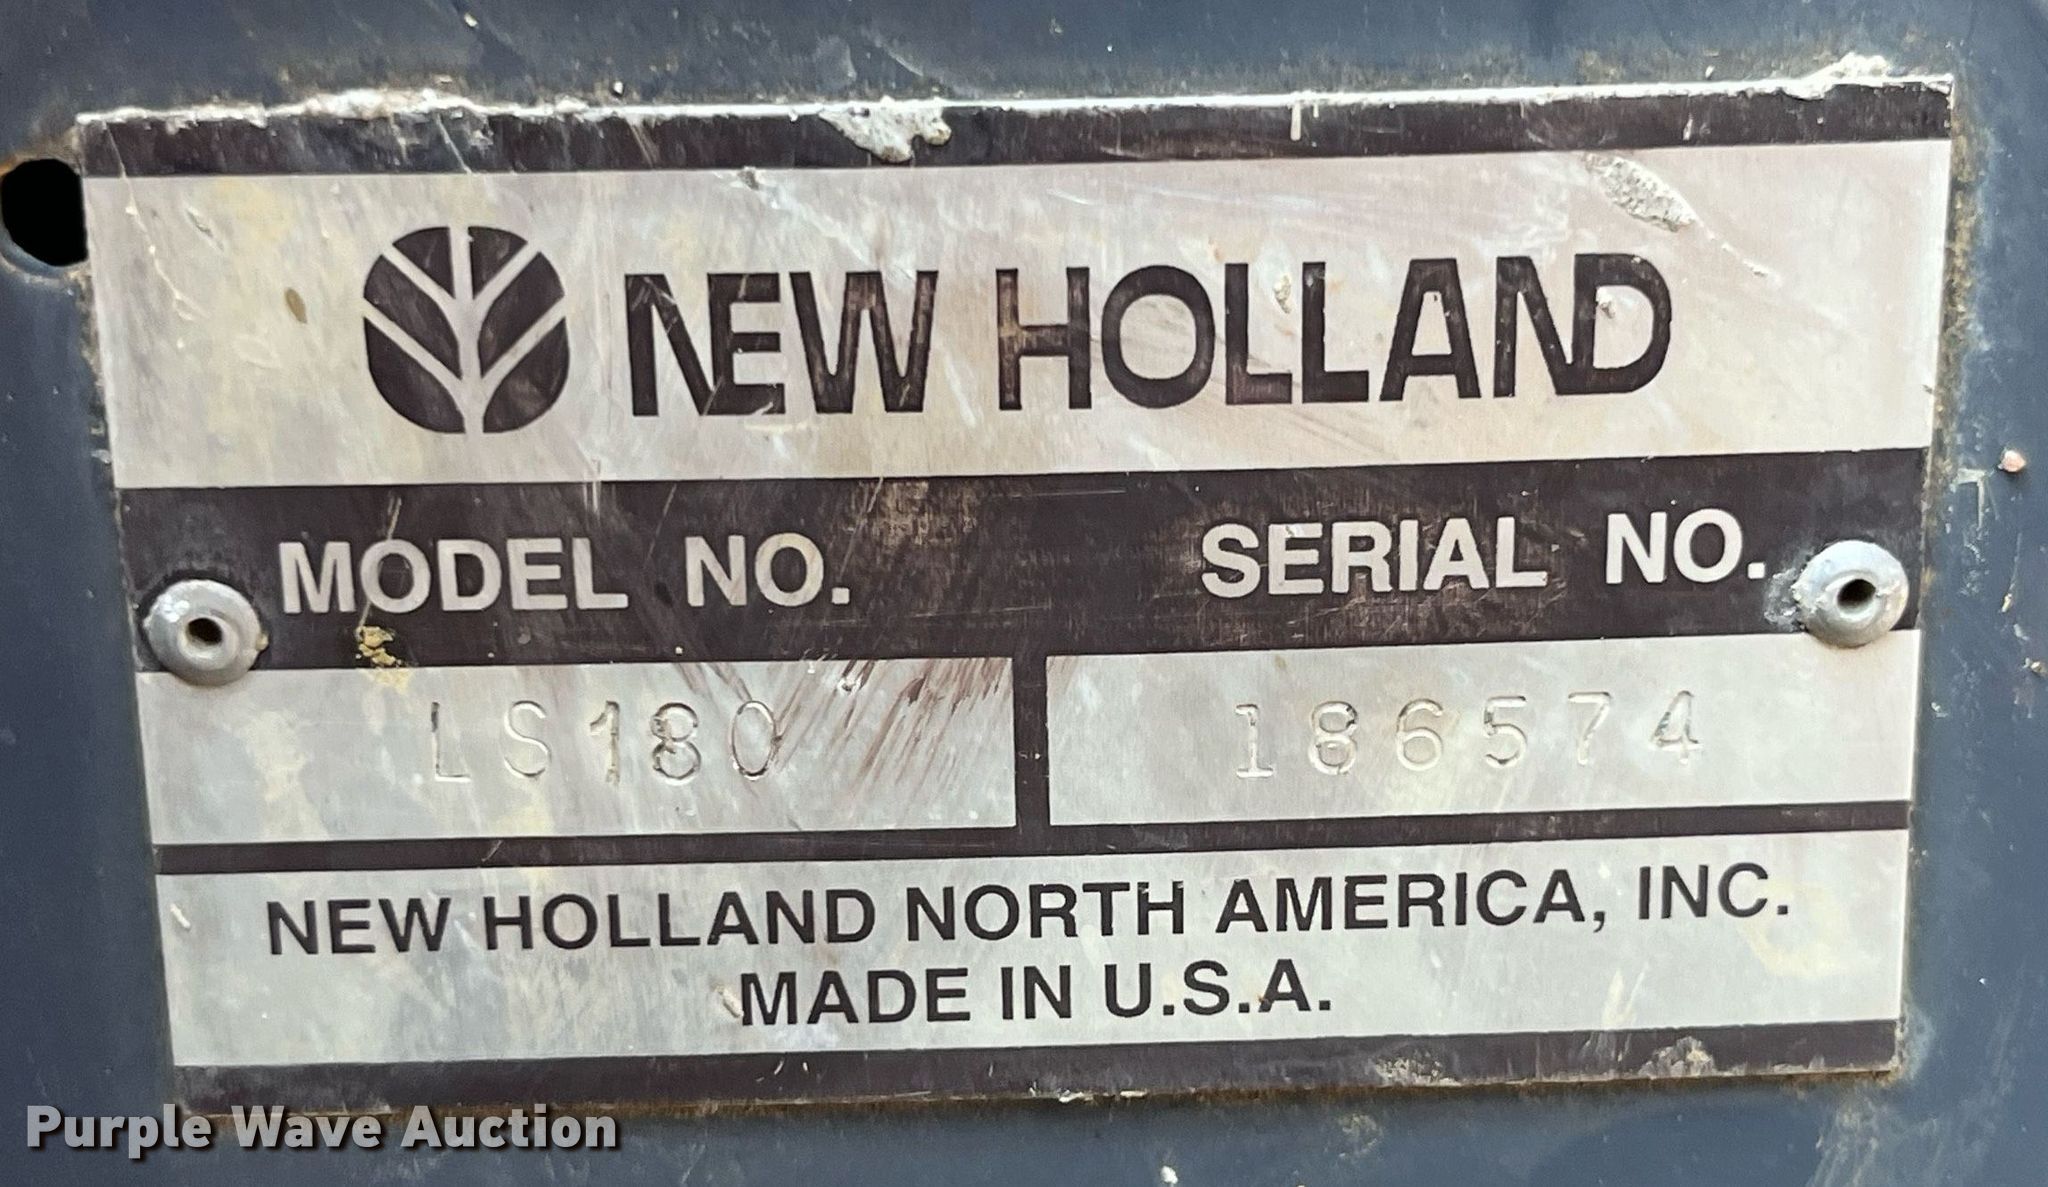 NEW HOLLAND
MODEL NO. SERIAL NO.
LS180 186574
NEW HOLLAND NORTH AMERICA, INC.
MADE IN U.S.A.
Purple Wave Auction